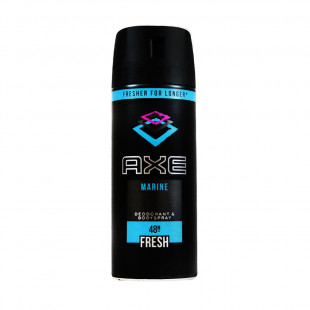 FRESHER FOR LONGER*
AXE
MARINE
DEODORANT &
BODYSPRAY
48H
FRESH